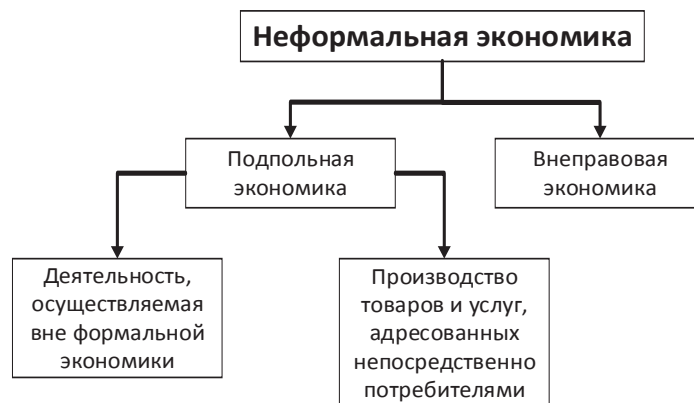 Неформальная экономика
Подпольная
экономика
Внеправовая
экономика
Деятельность,
осуществляемая
вне формальной
экономики
Производство
товаров и услуг,
адресованных
непосредственно
потребителями